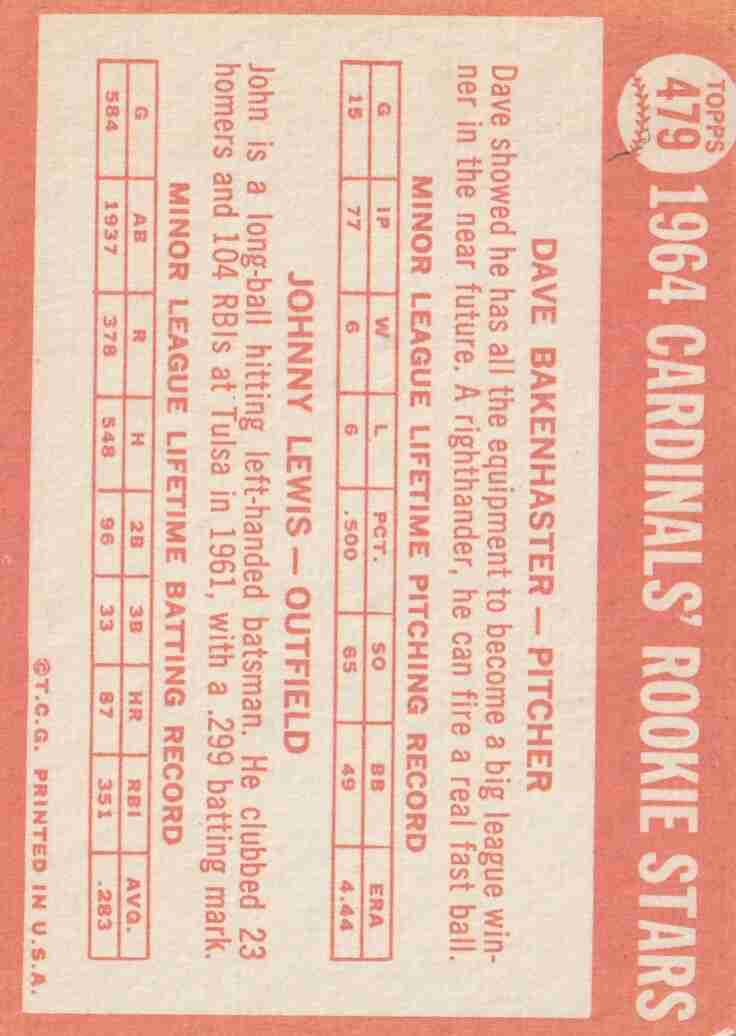 TOPPS
479
1964 CARDINALS' ROOKIE STARS
DAVE BAKENHASTER — PITCHER
Dave showed he has all the equipment to become a big league win-
ner in the near future. A righthander, he can fire a real fast ball.
MINOR LEAGUE LIFETIME PITCHING RECORD
G IP W L PCT. SO BB ERA
15 77 6 6 .500 65 49 4.44
JOHNNY LEWIS — OUTFIELD
John is a long-ball hitting left-handed batsman. He clubbed 23
homers and 104 RBIs at Tulsa in 1961, with a .299 batting mark.
MINOR LEAGUE LIFETIME BATTING RECORD
G AB R H 2B 3B HR RBI AVG.
584 1937 378 548 96 33 87 351 .283
©T.C.G. PRINTED IN U.S.A.